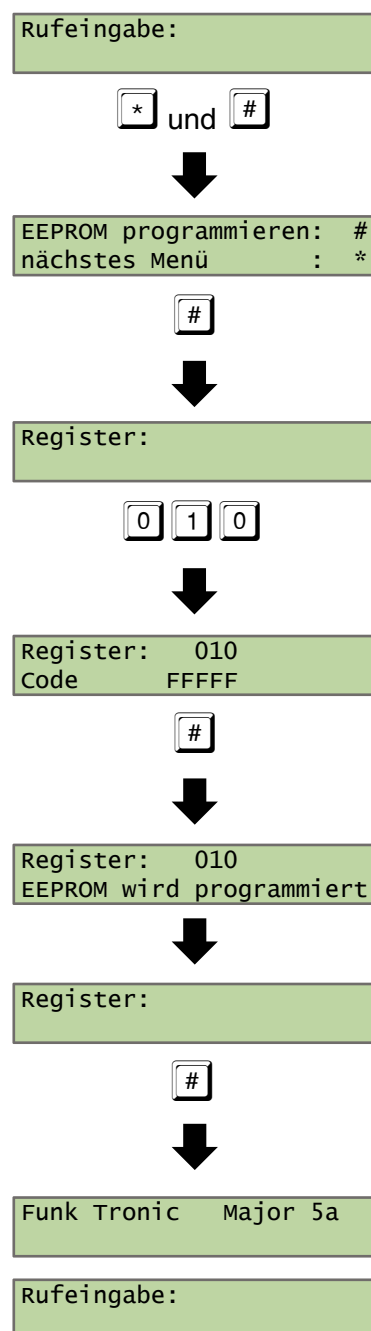 Rufeingabe:
* und #
EEPROM programmieren: #
nächstes Menü : *
#
Register:
0 1 0
Register: 010
Code FFFFF
#
Register: 010
EEPROM wird programmiert
Register:
#
Funk Tronic Major 5a
Rufeingabe: